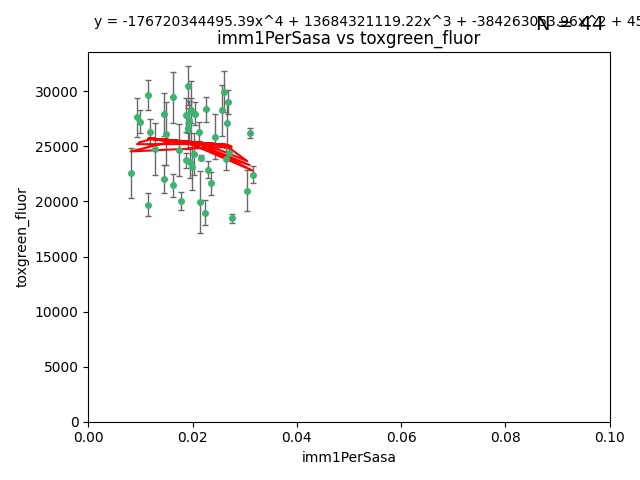 y = -176720344495.39x^4 + 13684321119.22x^3 + -384263053.96x^2 + 45
N = 44
imm1PerSasa vs toxgreen_fluor
30000
25000
20000
15000
10000
5000
0
toxgreen_fluor
0.00 0.02 0.04 0.06 0.08 0.10
imm1PerSasa